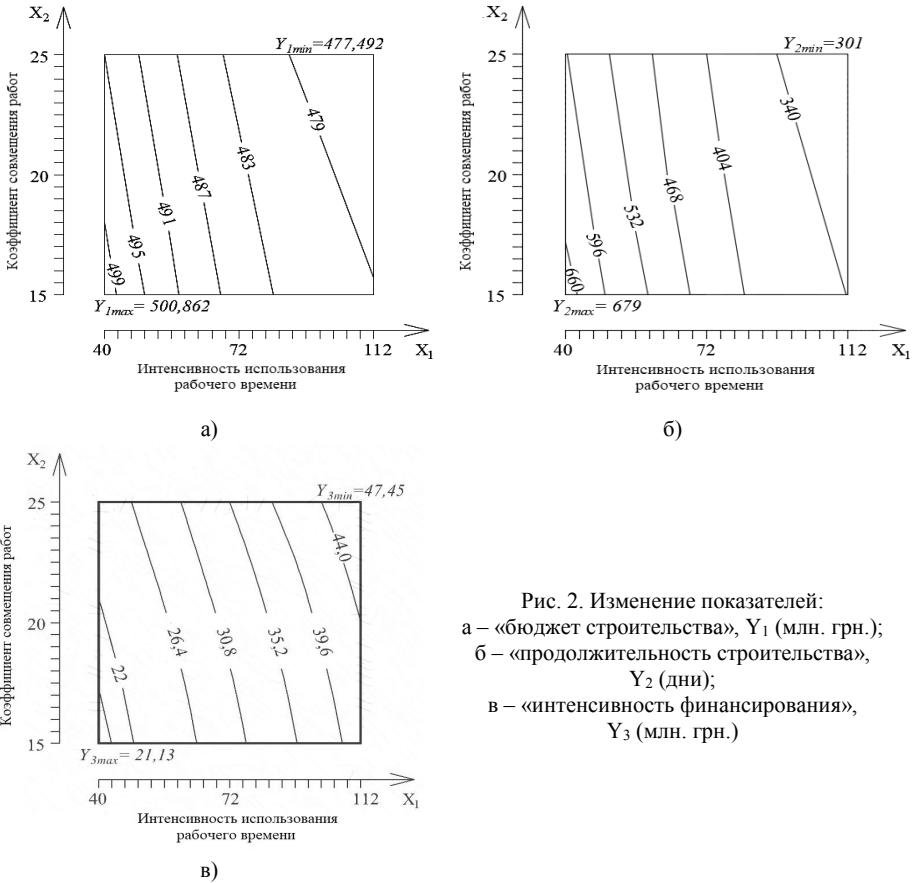 X₂
Y₁min=477,492
25
20
15
Коэффициент совмещения работ
499
495
491
487
483
479
Y₁max= 500,862
40
72
112
X₁
Интенсивность использования
рабочего времени
а)
X₂
Y₂min=301
25
20
15
Коэффициент совмещения работ
660
596
532
468
404
340
Y₂max= 679
40
72
112
X₁
Интенсивность использования
рабочего времени
б)
X₂
Y₃min=47,45
25
20
15
Коэффициент совмещения работ
22
26,4
30,8
35,2
39,6
44,0
Y₃max= 21,13
40
72
112
X₁
Интенсивность использования
рабочего времени
в)
Рис. 2. Изменение показателей:
а – «бюджет строительства», Y₁ (млн. грн.);
б – «продолжительность строительства»,
Y₂ (дни);
в – «интенсивность финансирования»,
Y₃ (млн. грн.)